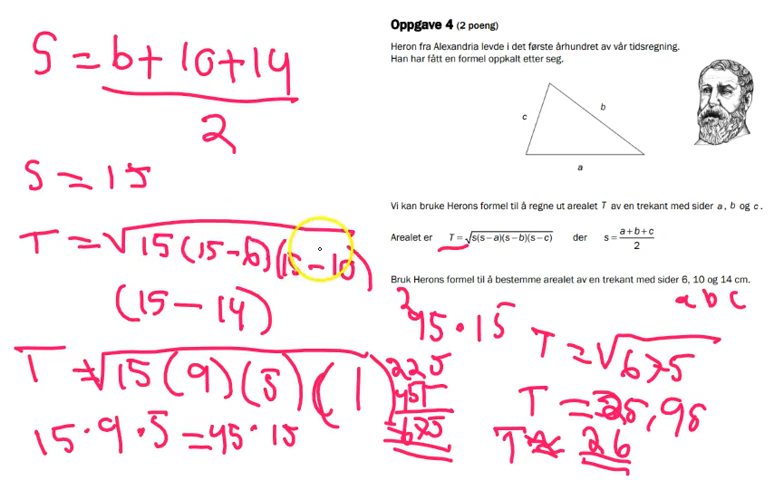 S = 6+10+14
2
S = 15
T = √15(15-6)(15-10)
(15-14)
T = √15(9)(5)(1)
15·9·5=45·15
Oppgave 4 (2 poeng)
Heron fra Alexandria levde i det første århundret av vår tidsregning.
Han har fått en formel oppkalt etter seg.
c
b
a
Vi kan bruke Herons formel til å regne ut arealet T av en trekant med sider a, b og c.
Arealet er T=√s(s−a)(s−b)(s−c) der s=a+b+c/2
Bruk Herons formel til å bestemme arealet av en trekant med sider 6, 10 og 14 cm.
a b c
2
45·15
225
45
675
T = √675
T = 25,98
T = 26